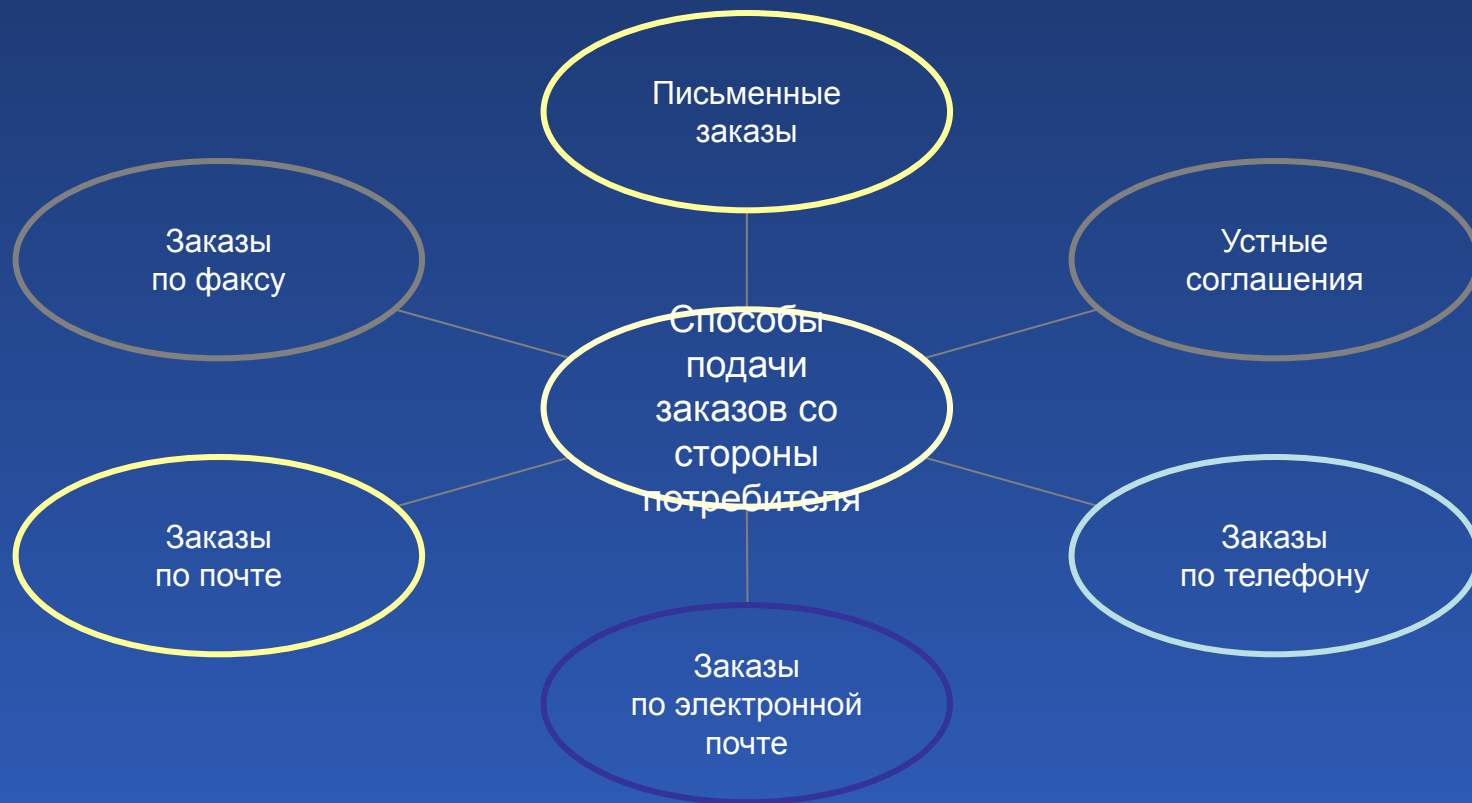 Письменные
заказы
Заказы
по факсу
Устные
соглашения
Способы
подачи
заказов со
стороны
потребителя
Заказы
по почте
Заказы
по телефону
Заказы
по электронной
почте